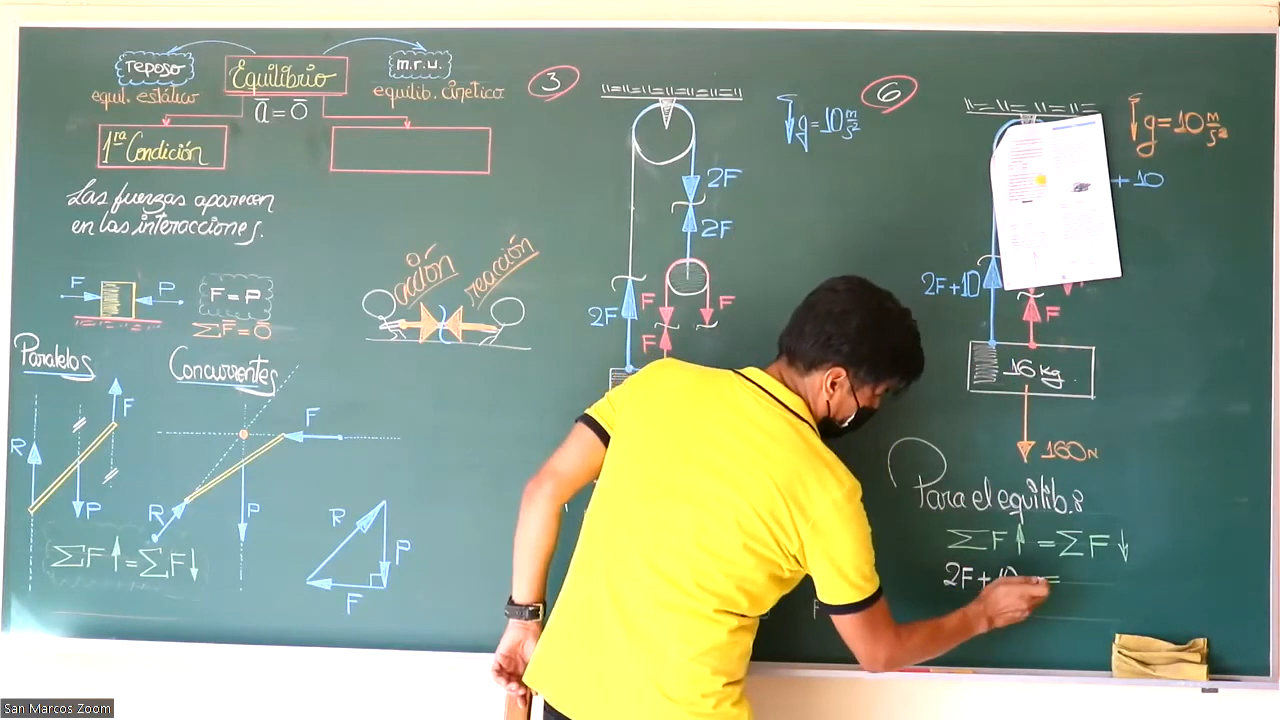 reposo
Equilibrio
m.r.u.
equil. estático
equilib. cinético
a̅ = 0̅
1ra Condición
Las fuerzas aparecen
en las interacciones.
F
P
F = P
ΣF̅ = 0̅
acción
reacción
Paralelos
Concurrentes
F
R
P
ΣF↑ = ΣF↓
F
R
P
R
P
F
3
g = 10 m/s²
2F
2F
F
F
2F
F
6
g = 10 m/s²
+ 10
2F+10
F
16 kg.
160N
Para el equilib.:
ΣF↑ = ΣF↓
2F + 10 =
San Marcos Zoom